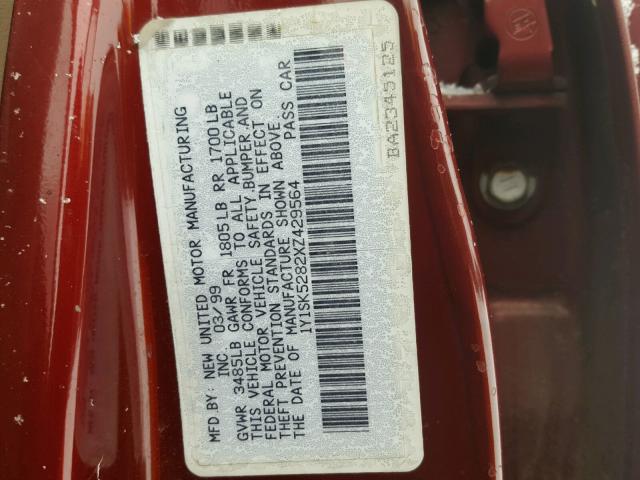 MFD BY: NEW UNITED MOTOR MANUFACTURING
INC. 03/99
GVWR 3485LB GAWR FR 1805LB RR 1700LB
THIS VEHICLE CONFORMS TO ALL APPLICABLE
FEDERAL MOTOR VEHICLE SAFETY BUMPER AND
THEFT PREVENTION STANDARDS IN EFFECT ON
THE DATE OF MANUFACTURE SHOWN ABOVE.
1Y1SK5282XZ429564 PASS CAR
BA2345125